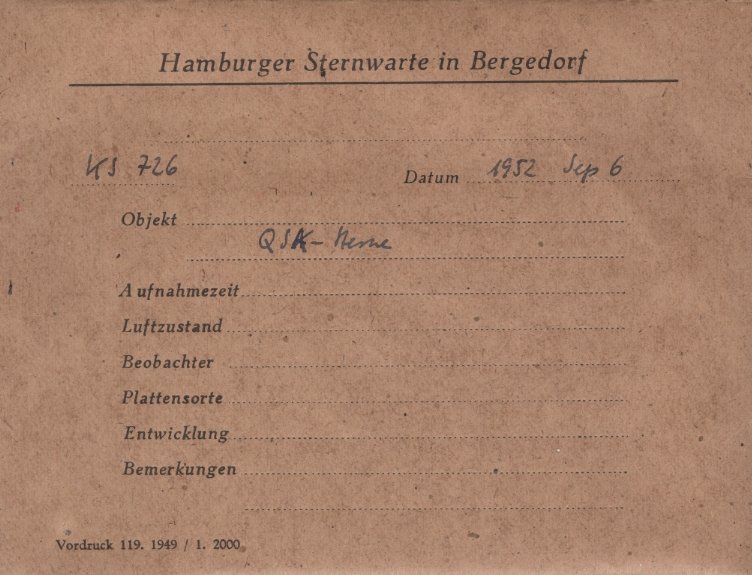 Hamburger Sternwarte in Bergedorf
KS 726
Datum 1952 Sep 6
Objekt
Sterne
Aufnahmezeit
Luftzustand
Beobachter
Plattensorte
Entwicklung
Bemerkungen
Vordruck 119. 1949 / 1. 2000